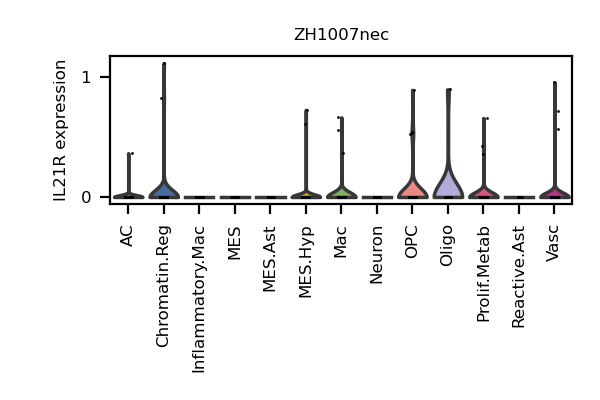 ZH1007nec
IL21R expression
1
0
AC
Chromatin.Reg
Inflammatory.Mac
MES
MES.Ast
MES.Hyp
Mac
Neuron
OPC
Oligo
Prolif.Metab
Reactive.Ast
Vasc